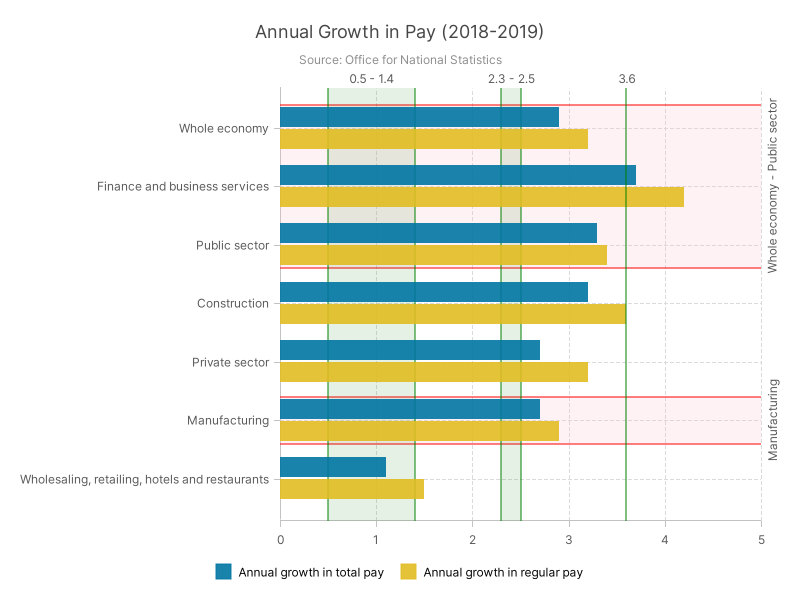 Annual Growth in Pay (2018-2019)
Source: Office for National Statistics
0.5 - 1.4
2.3 - 2.5
3.6
Whole economy
Finance and business services
Public sector
Construction
Private sector
Manufacturing
Wholesaling, retailing, hotels and restaurants
Whole economy - Public sector
Manufacturing
0
1
2
3
4
5
Annual growth in total pay
Annual growth in regular pay